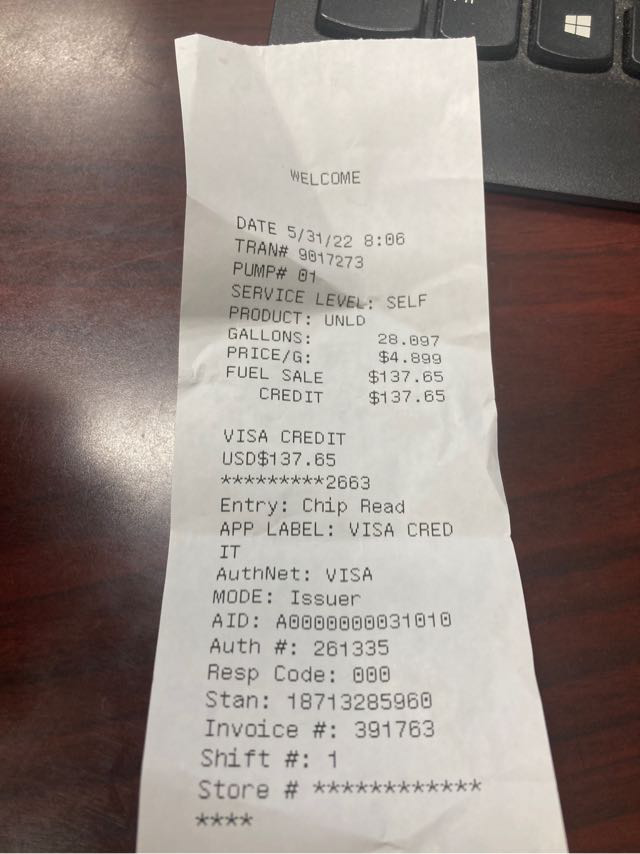 WELCOME
DATE 5/31/22 8:06
TRAN# 9017273
PUMP# 01
SERVICE LEVEL: SELF
PRODUCT: UNLD
GALLONS: 28.097
PRICE/G: $4.899
FUEL SALE $137.65
CREDIT $137.65
VISA CREDIT
USD$137.65
*********2663
Entry: Chip Read
APP LABEL: VISA CRED
IT
AuthNet: VISA
MODE: Issuer
AID: A0000000031010
Auth #: 261335
Resp Code: 000
Stan: 18713285960
Invoice #: 391763
Shift #: 1
Store # ************
****